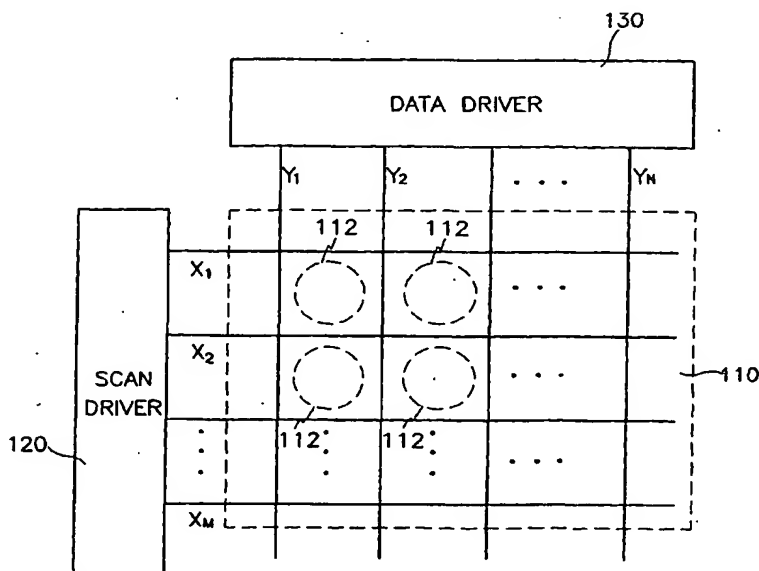 130
DATA DRIVER
Y1 Y2 . . . YN
112 112
X1 . . .
X2 . . .
SCAN DRIVER
110
112 112
120
. . .
XM